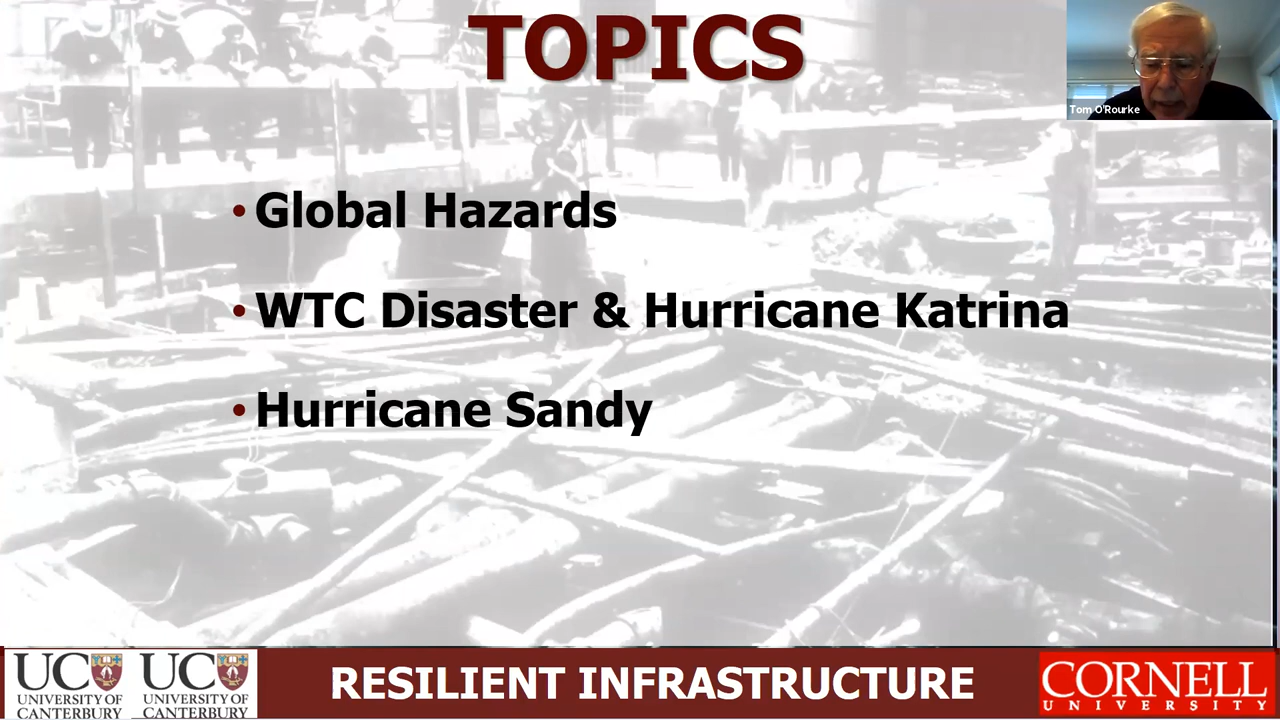 TOPICS
Tom O'Rourke
• Global Hazards
• WTC Disaster & Hurricane Katrina
• Hurricane Sandy
UC UC
UNIVERSITY OF UNIVERSITY OF
CANTERBURY CANTERBURY
RESILIENT INFRASTRUCTURE
CORNELL
UNIVERSITY